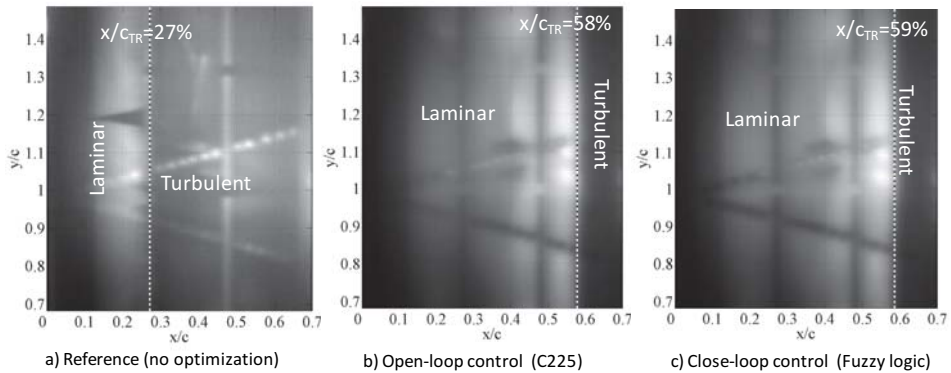 x/cTR=27%
Laminar
Turbulent
y/c
1.4
1.3
1.2
1.1
1
0.9
0.8
0.7
0 0.1 0.2 0.3 0.4 0.5 0.6 0.7
x/c
a) Reference (no optimization)
x/cTR=58%
Laminar
Turbulent
y/c
1.4
1.3
1.2
1.1
1
0.9
0.8
0.7
0 0.1 0.2 0.3 0.4 0.5 0.6 0.7
x/c
b) Open-loop control (C225)
x/cTR=59%
Laminar
Turbulent
y/c
1.4
1.3
1.2
1.1
1
0.9
0.8
0.7
0 0.1 0.2 0.3 0.4 0.5 0.6 0.7
x/c
c) Close-loop control (Fuzzy logic)